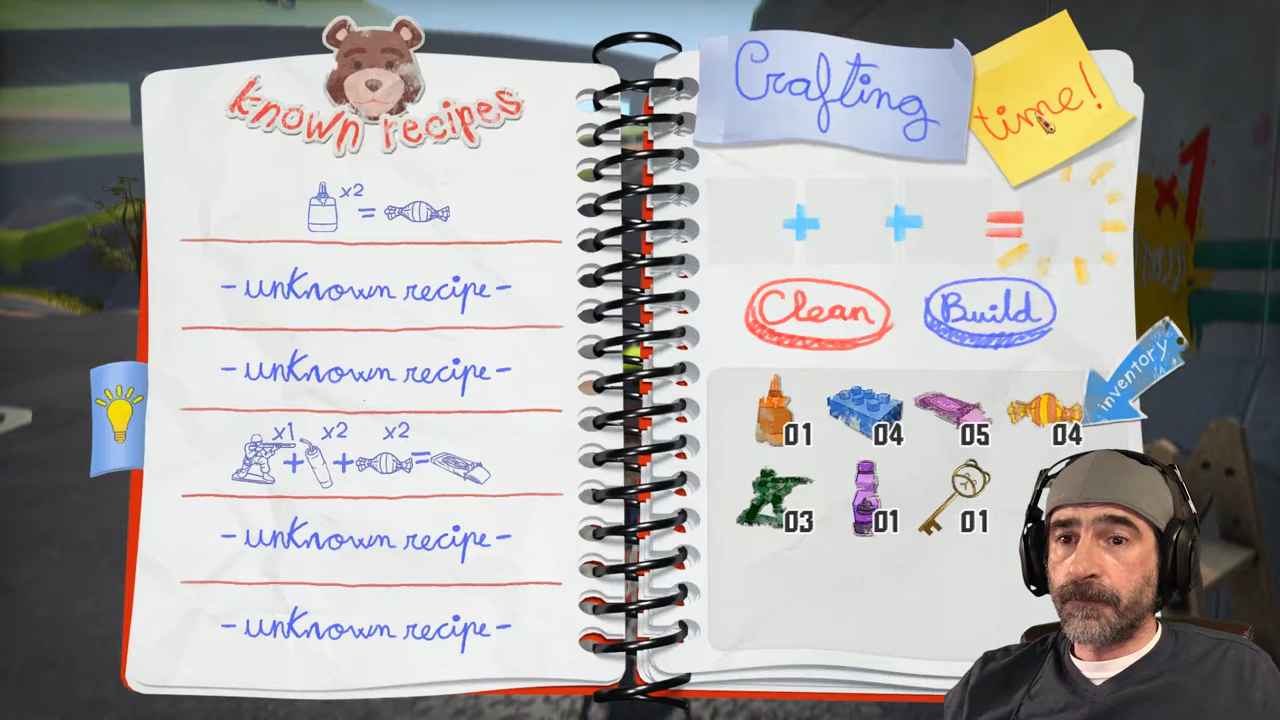 known recipes
x2
=
-unknown recipe-
-unknown recipe-
x1 x2 x2
+ + =
-unknown recipe-
-unknown recipe-
Crafting
time!
+ + =
Clean Build
inventory
01 04 05 04
03 01 01
x1